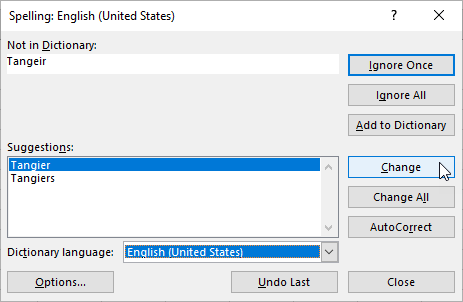 Spelling: English (United States)
?
Not in Dictionary:
Tangeir
Ignore Once
Ignore All
Add to Dictionary
Suggestions:
Tangier
Tangiers
Change
Change All
AutoCorrect
Dictionary language: English (United States)
Options... Undo Last Close